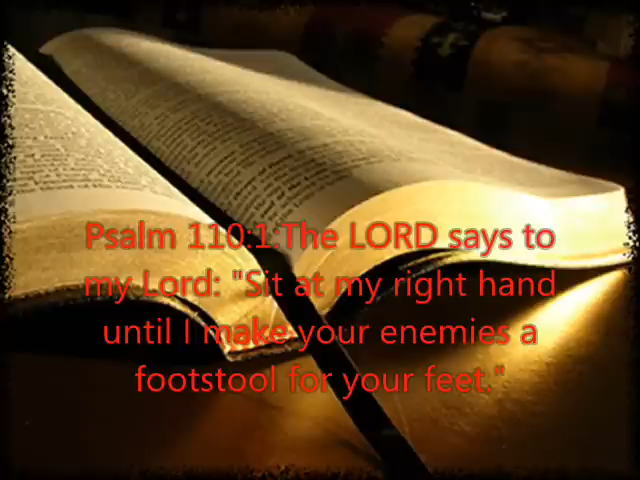 Psalm 110:1:The LORD says to
my Lord: "Sit at my right hand
until I make your enemies a
footstool for your feet."